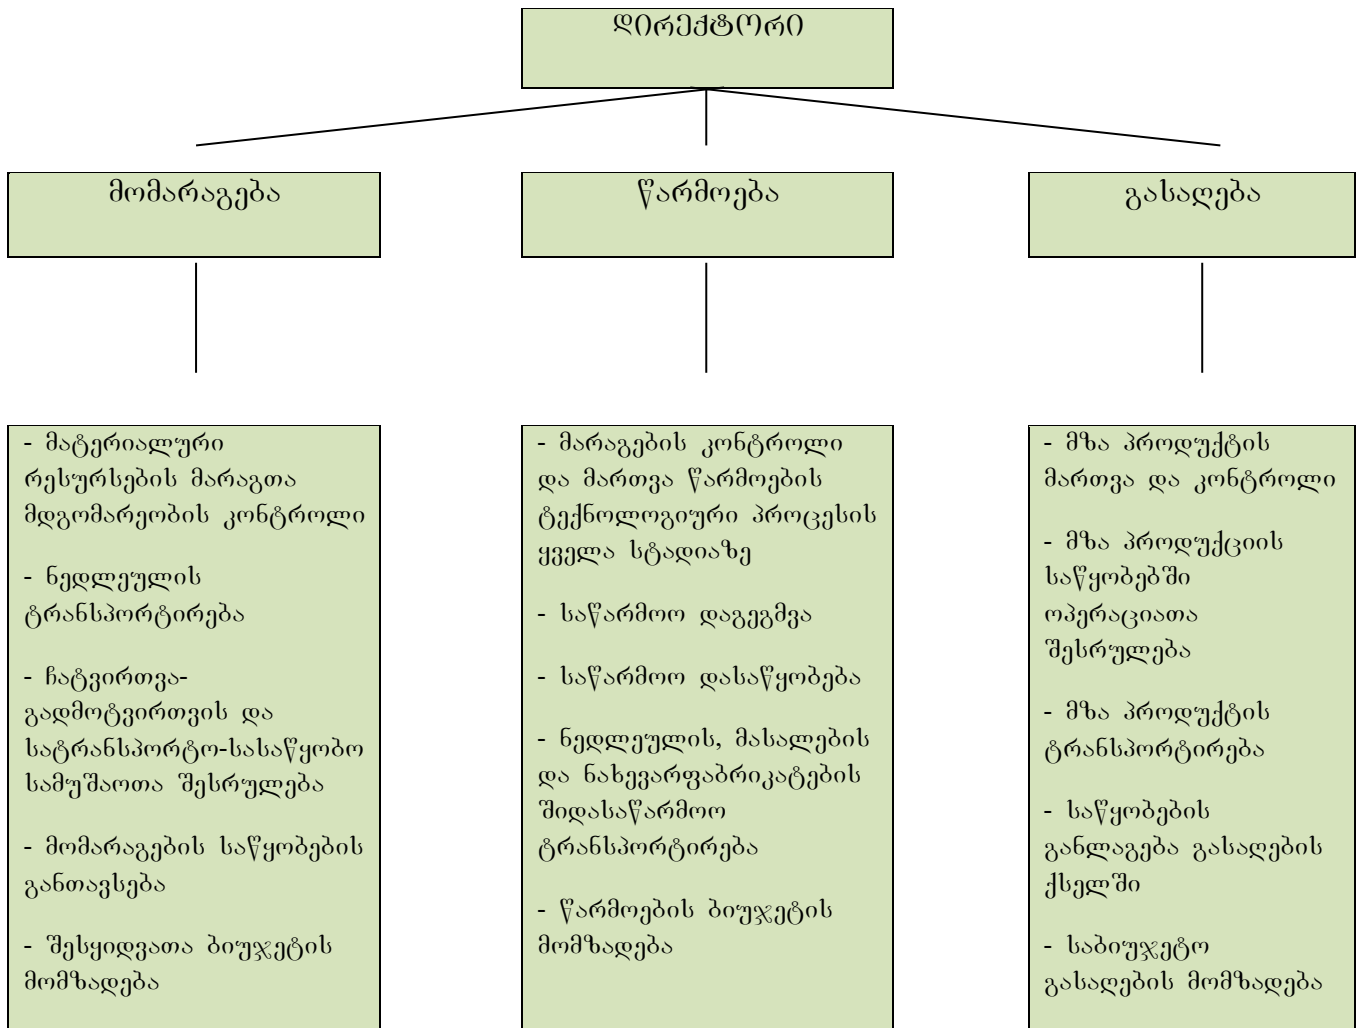 დირექტორი
მომარაგება
წარმოება
გასაღება
- მატერიალური
რესურსების მარაგთა
მდგომარეობის კონტროლი
- ნედლეულის
ტრანსპორტირება
- ჩატვირთვა-
გადმოტვირთვის და
სატრანსპორტო-სასაწყობო
სამუშაოთა შესრულება
- მომარაგების საწყობების
განთავსება
- შესყიდვათა ბიუჯეტის
მომზადება
- მარაგების კონტროლი
და მართვა წარმოების
ტექნოლოგიური პროცესის
ყველა სტადიაზე
- საწარმოო დაგეგმვა
- საწარმოო დასაწყობება
- ნედლეულის, მასალების
და ნახევარფაბრიკატების
შიდასაწარმოო
ტრანსპორტირება
- წარმოების ბიუჯეტის
მომზადება
- მზა პროდუქტის
მართვა და კონტროლი
- მზა პროდუქციის
საწყობებში
ოპერაციათა
შესრულება
- მზა პროდუქტის
ტრანსპორტირება
- საწყობების
განლაგება გასაღების
ქსელში
- საბიუჯეტო
გასაღების მომზადება